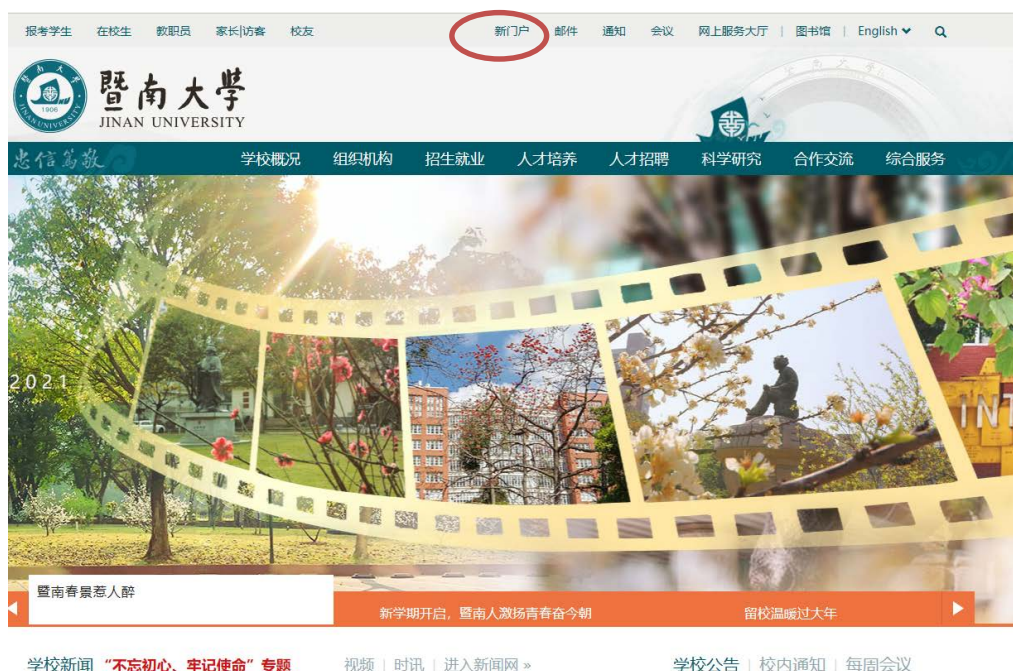 报考学生 在校生 教职员 家长|访客 校友 新门户 邮件 通知 会议 网上服务大厅 | 图书馆 | English
暨南大學
JINAN UNIVERSITY
1906
忠信笃敬 学校概况 组织机构 招生就业 人才培养 人才招聘 科学研究 合作交流 综合服务
2021
INT
暨南春景惹人醉
新学期开启，暨南人激扬青春奋今朝 留校温暖过大年
学校新闻 “不忘初心、牢记使命”专题 视频 | 时讯 | 进入新闻网 » 学校公告 | 校内通知 | 每周会议